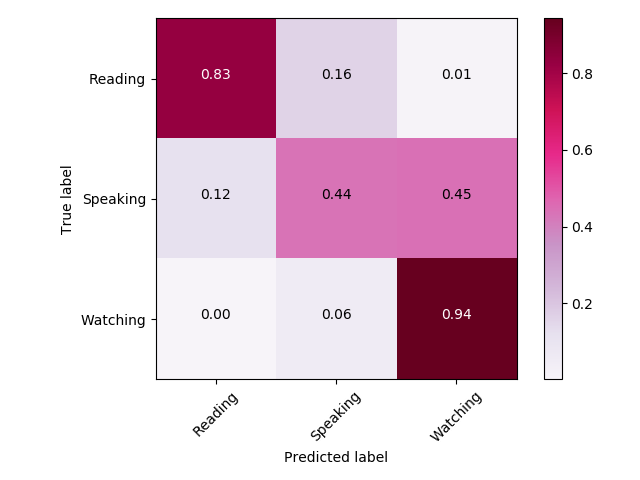 Reading
0.83 0.16 0.01
Speaking
0.12 0.44 0.45
Watching
0.00 0.06 0.94
True label
Reading Speaking Watching
Predicted label
0.8
0.6
0.4
0.2